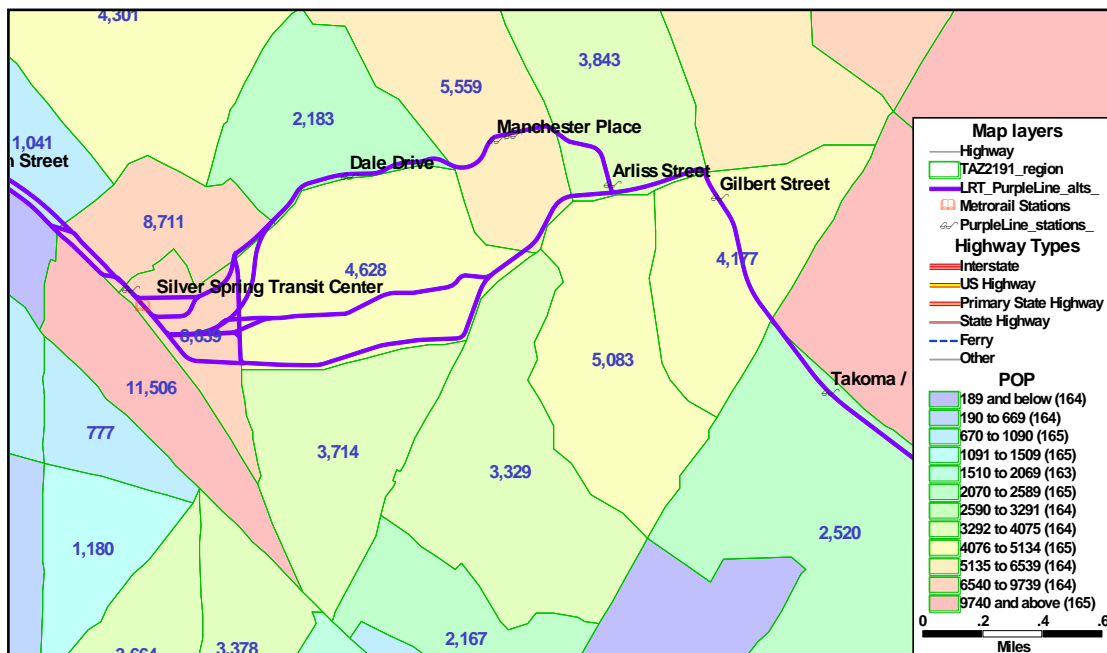 4,301
3,843
5,559
2,183
Manchester Place
1,041
n Street
Dale Drive
Arliss Street
Gilbert Street
8,711
4,177
4,628
Silver Spring Transit Center
5,083
11,506
Takoma /
777
3,714
3,329
2,520
1,180
2,167
3,378
Map layers
Highway
TAZ2191_region
LRT_PurpleLine_alts_
Metrorail Stations
PurpleLine_stations_
Highway Types
Interstate
US Highway
Primary State Highway
State Highway
Ferry
Other
POP
189 and below (164)
190 to 669 (164)
670 to 1090 (165)
1091 to 1509 (165)
1510 to 2069 (163)
2070 to 2589 (165)
2590 to 3291 (164)
3292 to 4075 (164)
4076 to 5134 (165)
5135 to 6539 (164)
6540 to 9739 (164)
9740 and above (165)
0 .2 .4 .6
Miles